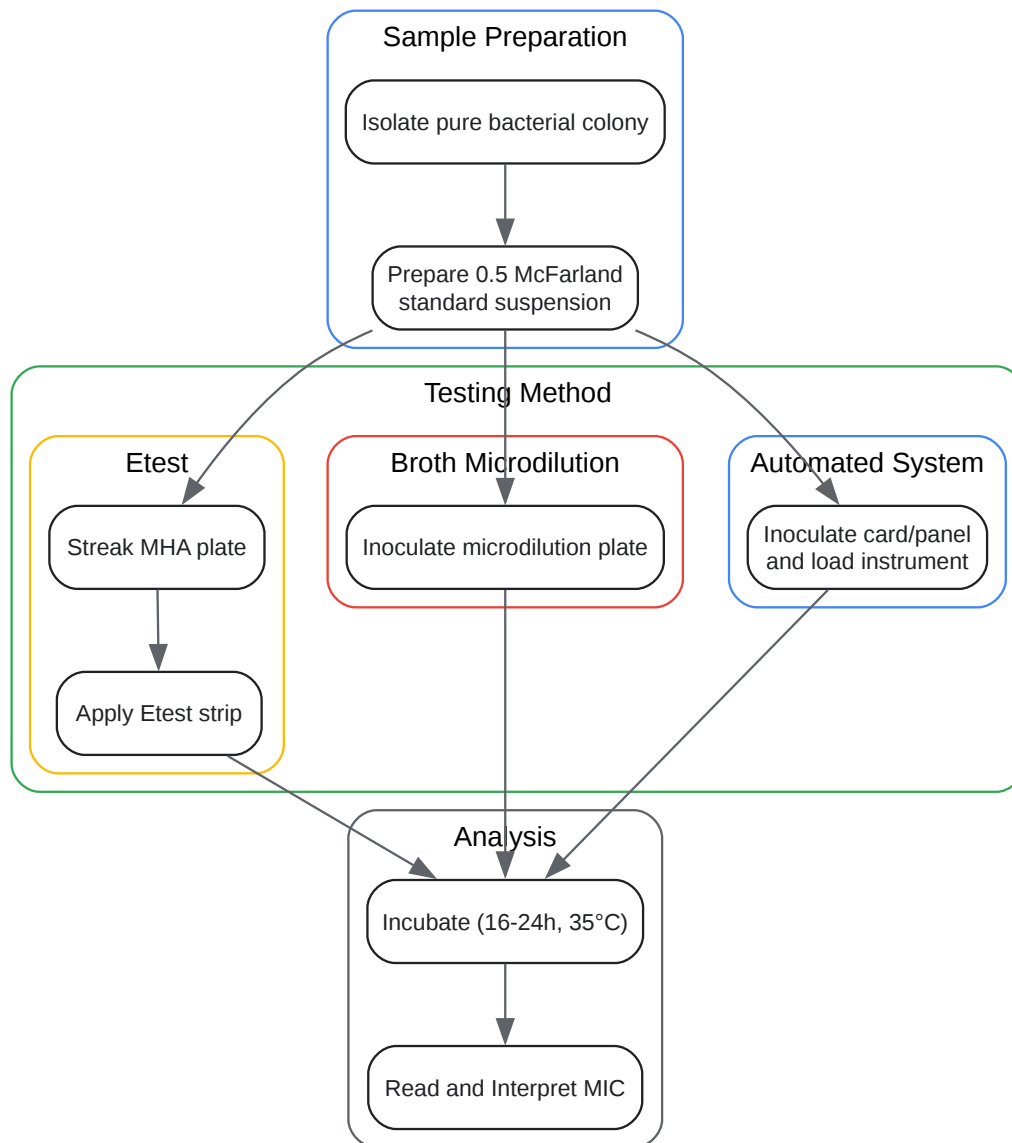 Sample Preparation
Isolate pure bacterial colony
Prepare 0.5 McFarland
standard suspension
Testing Method
Etest
Broth Microdilution
Automated System
Streak MHA plate
Inoculate microdilution plate
Inoculate card/panel
and load instrument
Apply Etest strip
Analysis
Incubate (16-24h, 35°C)
Read and Interpret MIC